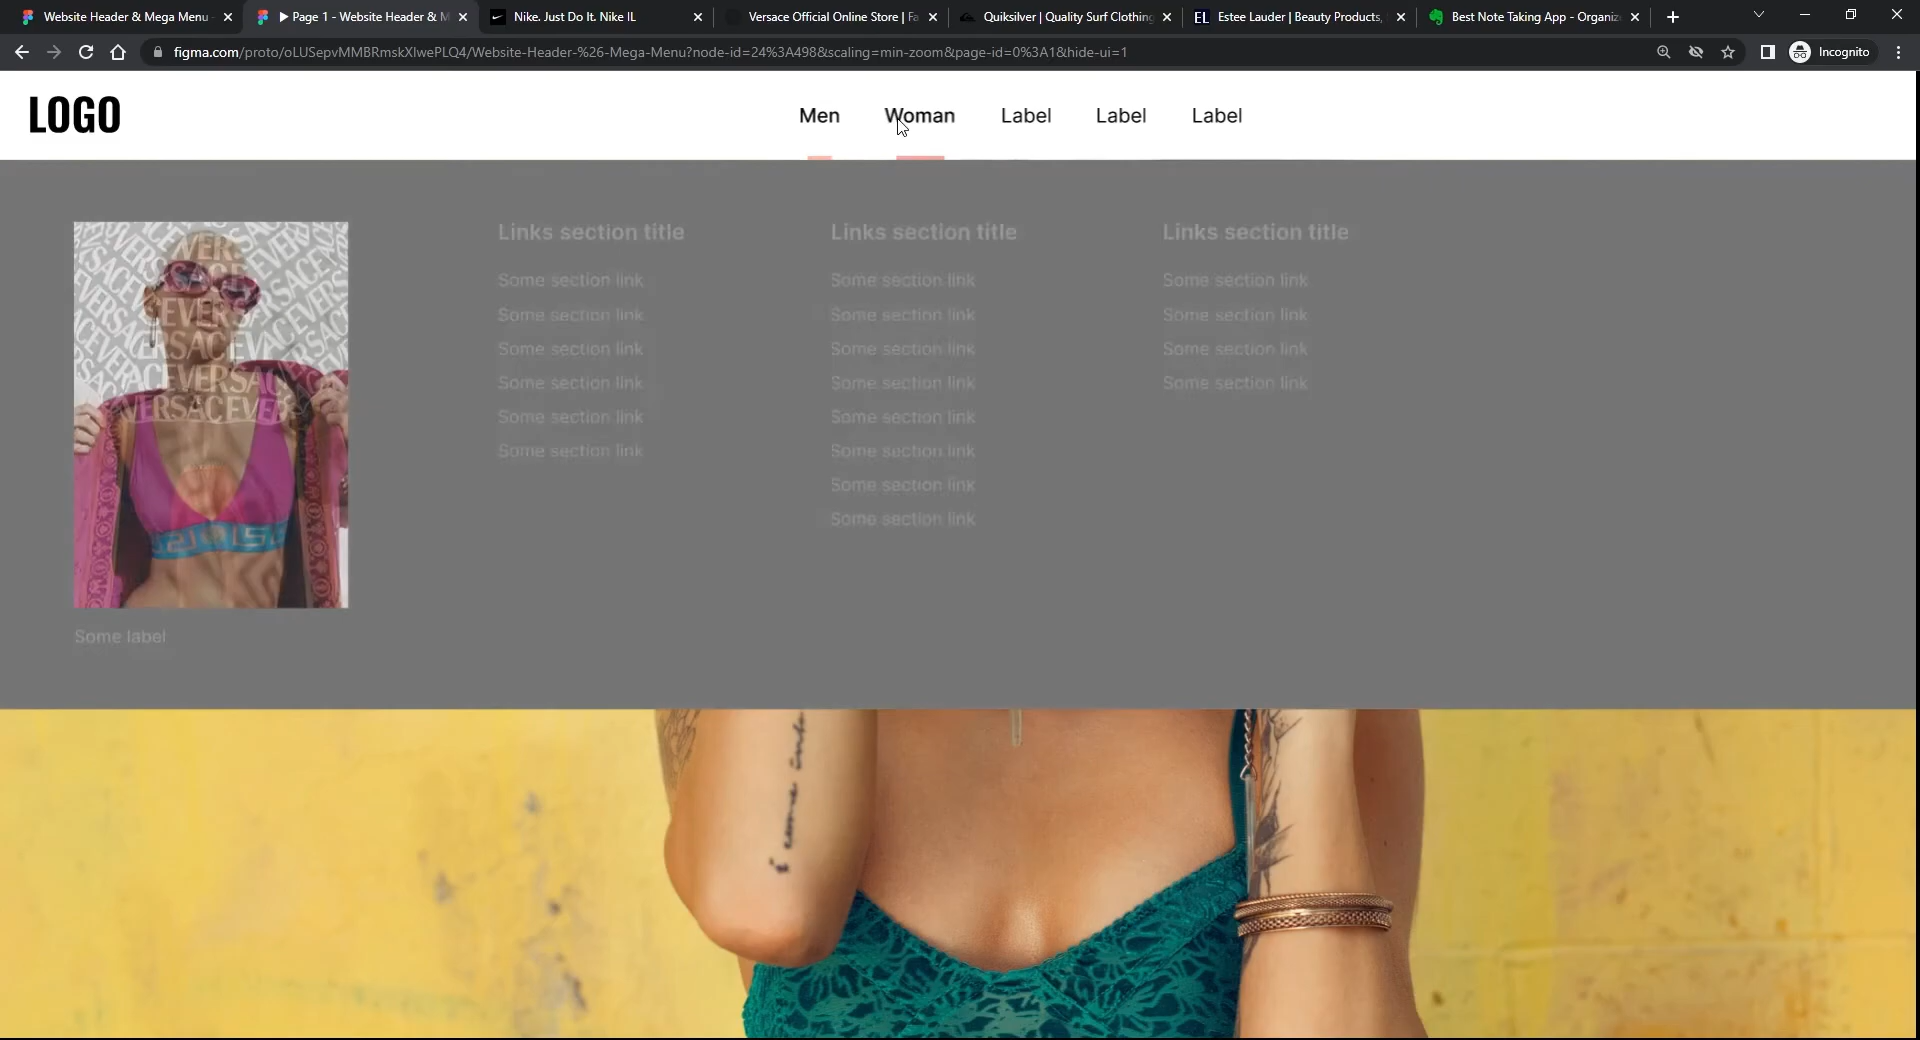 Website Header & Mega Menu -
Page 1 - Website Header & M
Nike. Just Do It. Nike IL
Versace Official Online Store | Fa
Quiksilver | Quality Surf Clothing
EL Estee Lauder | Beauty Products,
Best Note Taking App - Organiz
figma.com/proto/oLUSepvMMBRmskXlwePLQ4/Website-Header-%26-Mega-Menu?node-id=24%3A498&scaling=min-zoom&page-id=0%3A1&hide-ui=1
Incognito
LOGO
Men
Woman
Label
Label
Label
Links section title
Some section link
Some section link
Some section link
Some section link
Some section link
Some section link
Links section title
Some section link
Some section link
Some section link
Some section link
Some section link
Some section link
Some section link
Some section link
Links section title
Some section link
Some section link
Some section link
Some section link
Some label